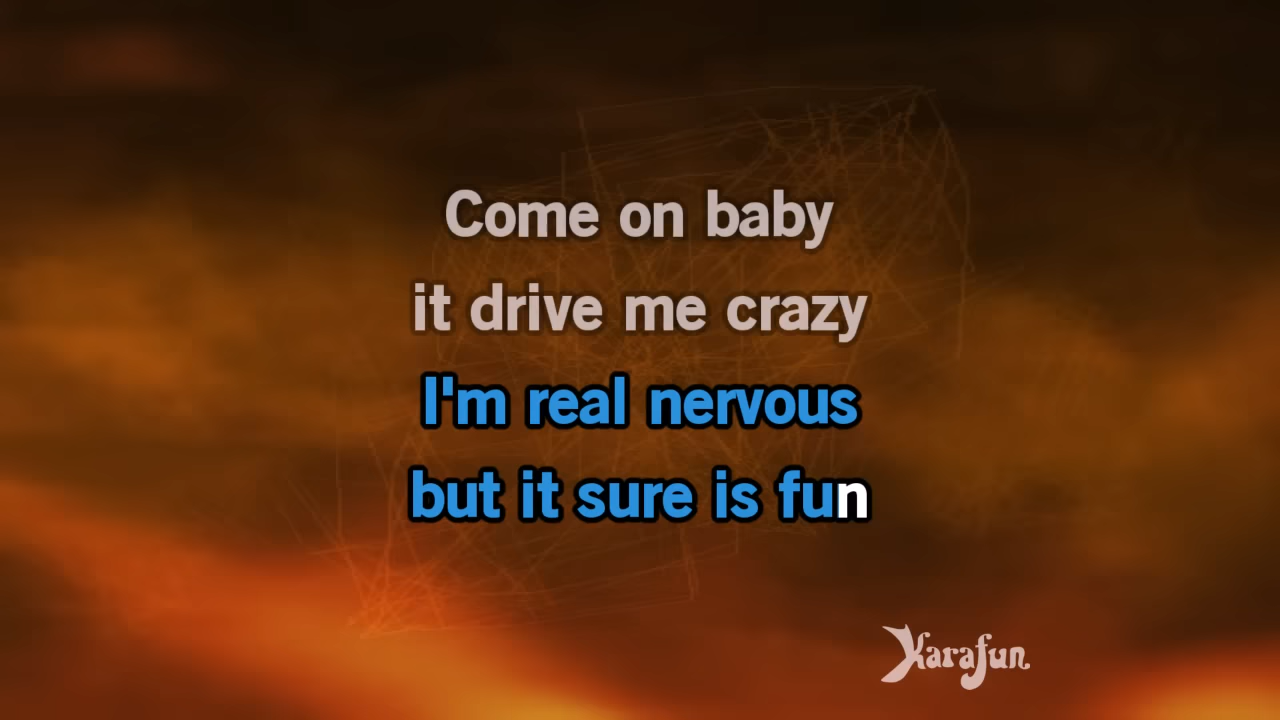 Come on baby
it drive me crazy
I'm real nervous
but it sure is fun
Karafun